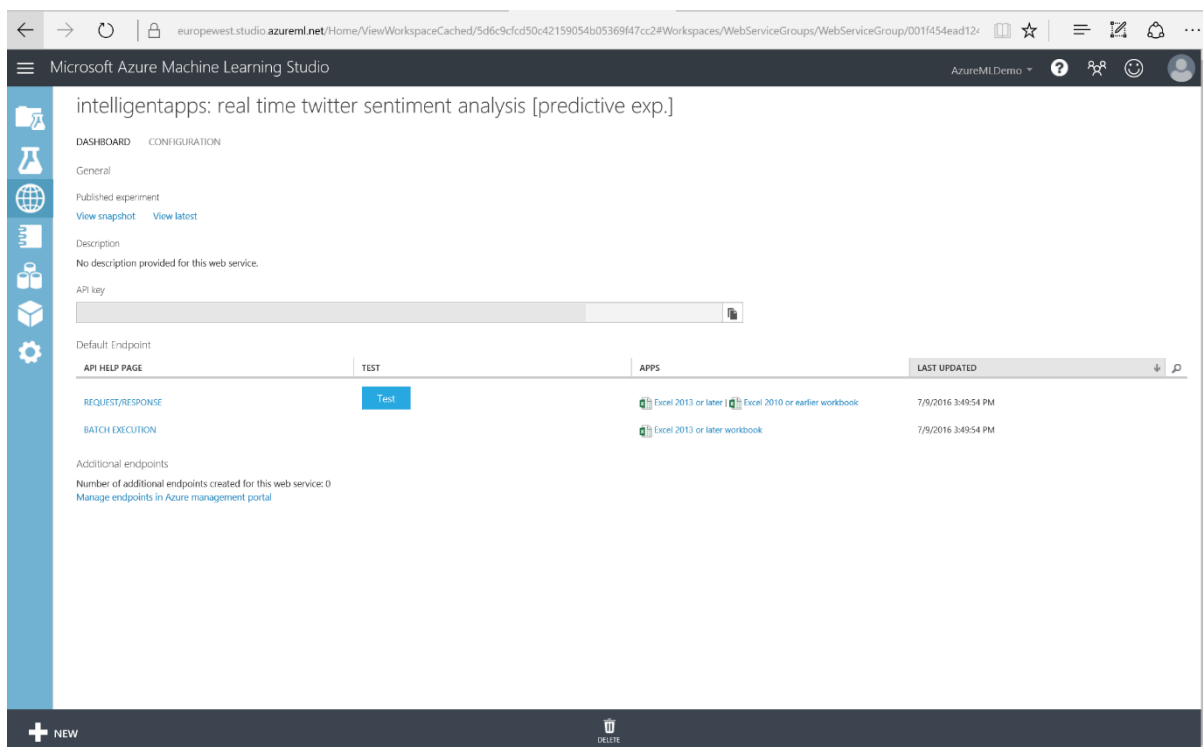 europewest.studio.azureml.net/Home/ViewWorkspaceCached/5d6c9cfcd50c42159054b05369f47cc2#Workspaces/WebServiceGroups/WebServiceGroup/001f454ead124
Microsoft Azure Machine Learning Studio
AzureMLDemo
intelligentapps: real time twitter sentiment analysis [predictive exp.]
DASHBOARD CONFIGURATION
General
Published experiment
View snapshot View latest
Description
No description provided for this web service.
API key
Default Endpoint
API HELP PAGE TEST APPS LAST UPDATED
REQUEST/RESPONSE Test Excel 2013 or later | Excel 2010 or earlier workbook 7/9/2016 3:49:54 PM
BATCH EXECUTION Excel 2013 or later workbook 7/9/2016 3:49:54 PM
Additional endpoints
Number of additional endpoints created for this web service: 0
Manage endpoints in Azure management portal
NEW DELETE